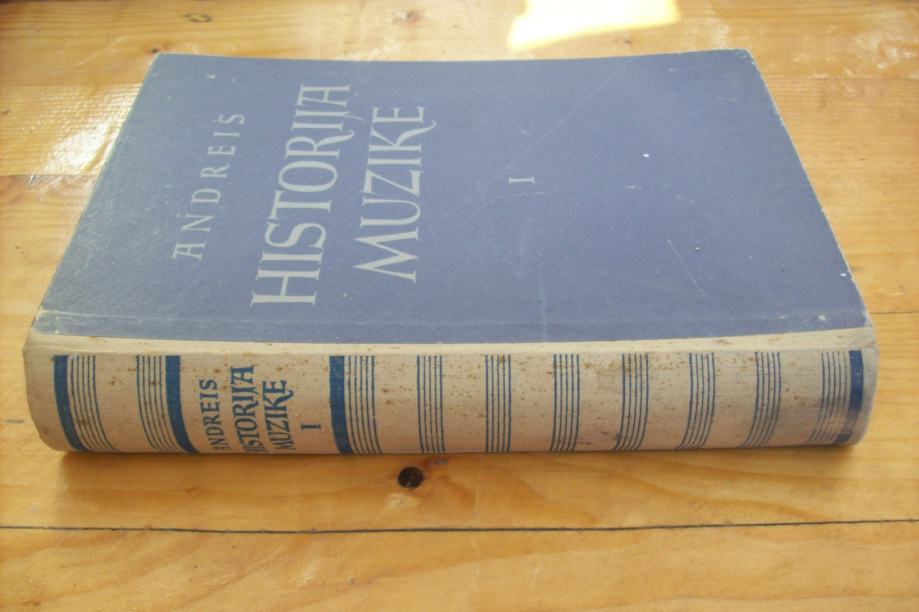 ANDREIS
HISTORIJA
MUZIKE
I
ANDREIS
HISTORIJA
MUZIKE
I